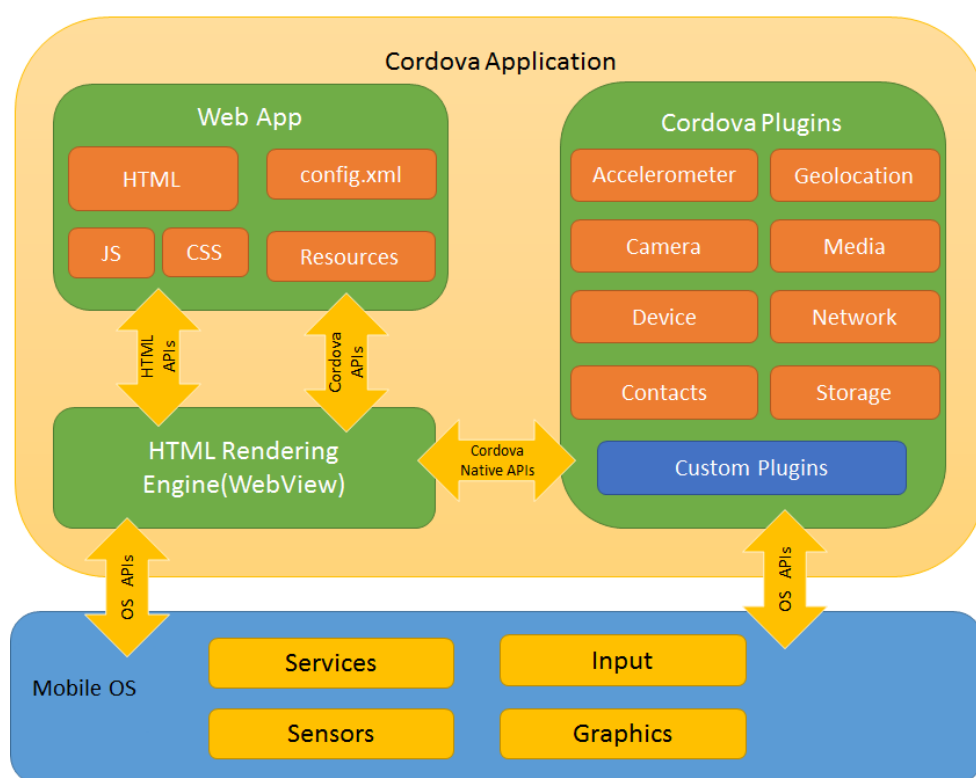 Cordova Application
Web App
HTML
config.xml
JS
CSS
Resources
HTML
APIs
Cordova
APIs
HTML Rendering
Engine(WebView)
Cordova
Native APIs
Cordova Plugins
Accelerometer
Geolocation
Camera
Media
Device
Network
Contacts
Storage
Custom Plugins
OS APIs
OS APIs
Mobile OS
Services
Input
Sensors
Graphics